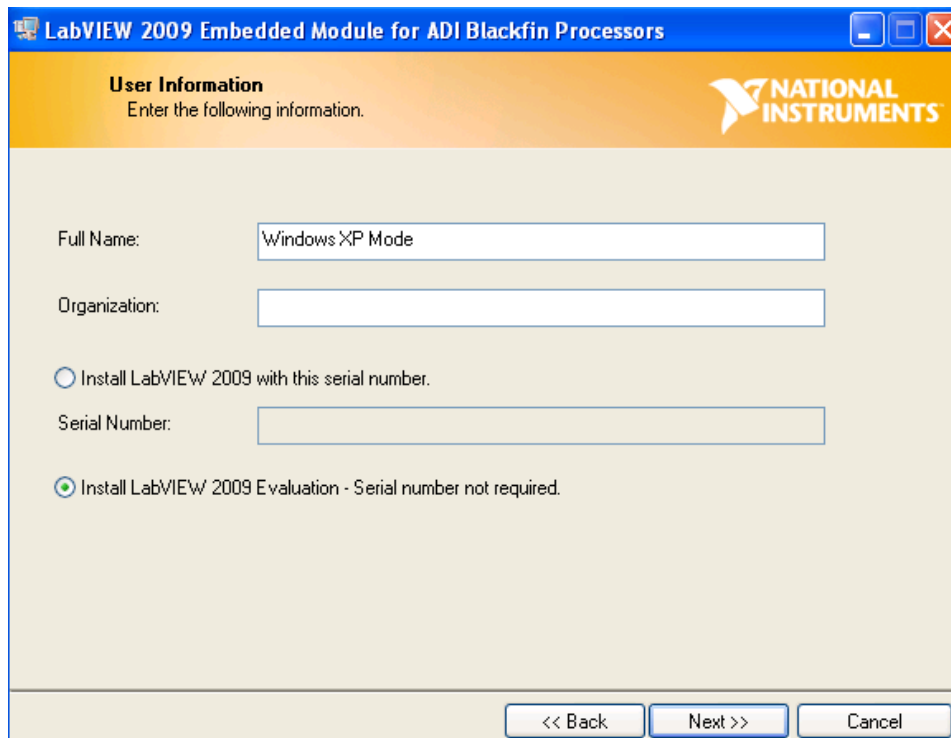 LabVIEW 2009 Embedded Module for ADI Blackfin Processors
User Information
Enter the following information.
NATIONAL
INSTRUMENTS
Full Name:
Windows XP Mode
Organization:
Install LabVIEW 2009 with this serial number.
Serial Number:
Install LabVIEW 2009 Evaluation - Serial number not required.
<< Back
Next >>
Cancel